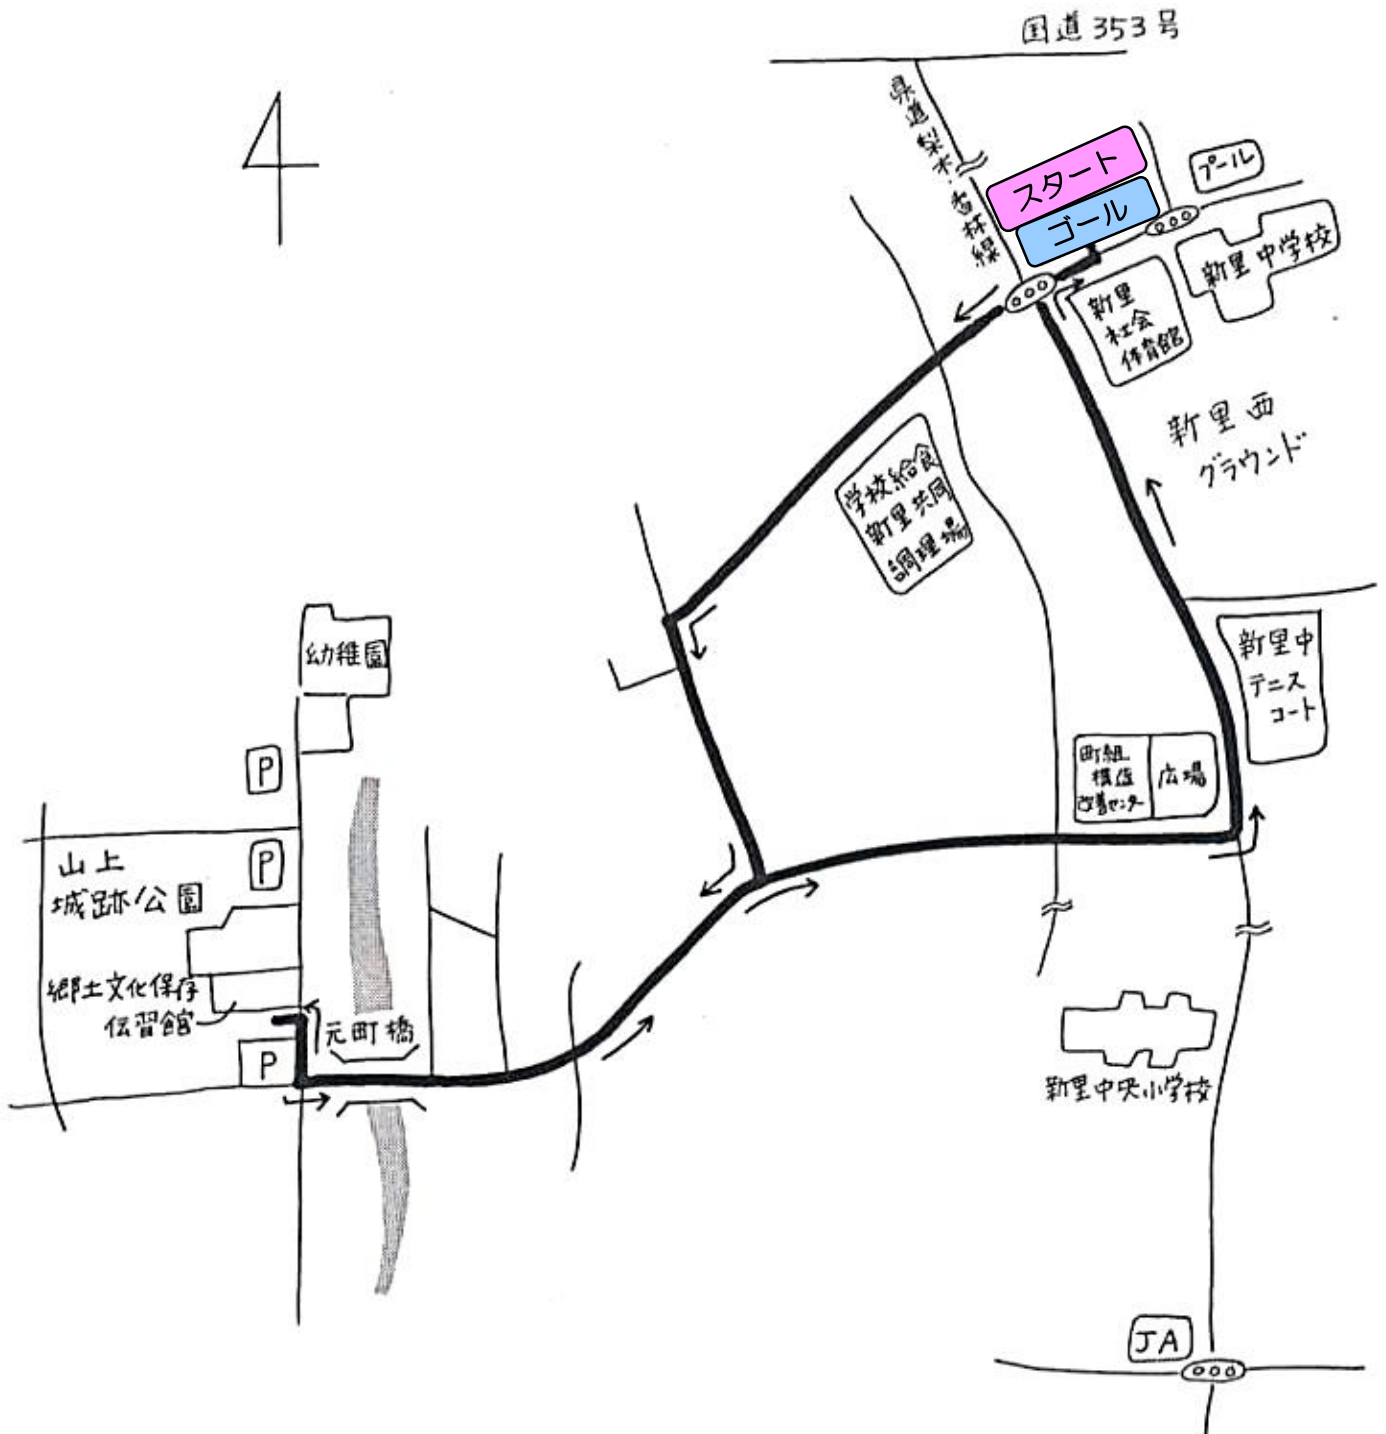 国道353号
県道梨木・香林線
スタート
ゴール
プール
新里中学校
新里
社会
体育館
新里西
グラウンド
学校給食
新里共同
調理場
幼稚園
新里中
テニス
コート
町組
構造
改善センター
広場
P
P
山上
城跡公園
郷土文化保存
伝習館
元町橋
P
新里中央小学校
JA